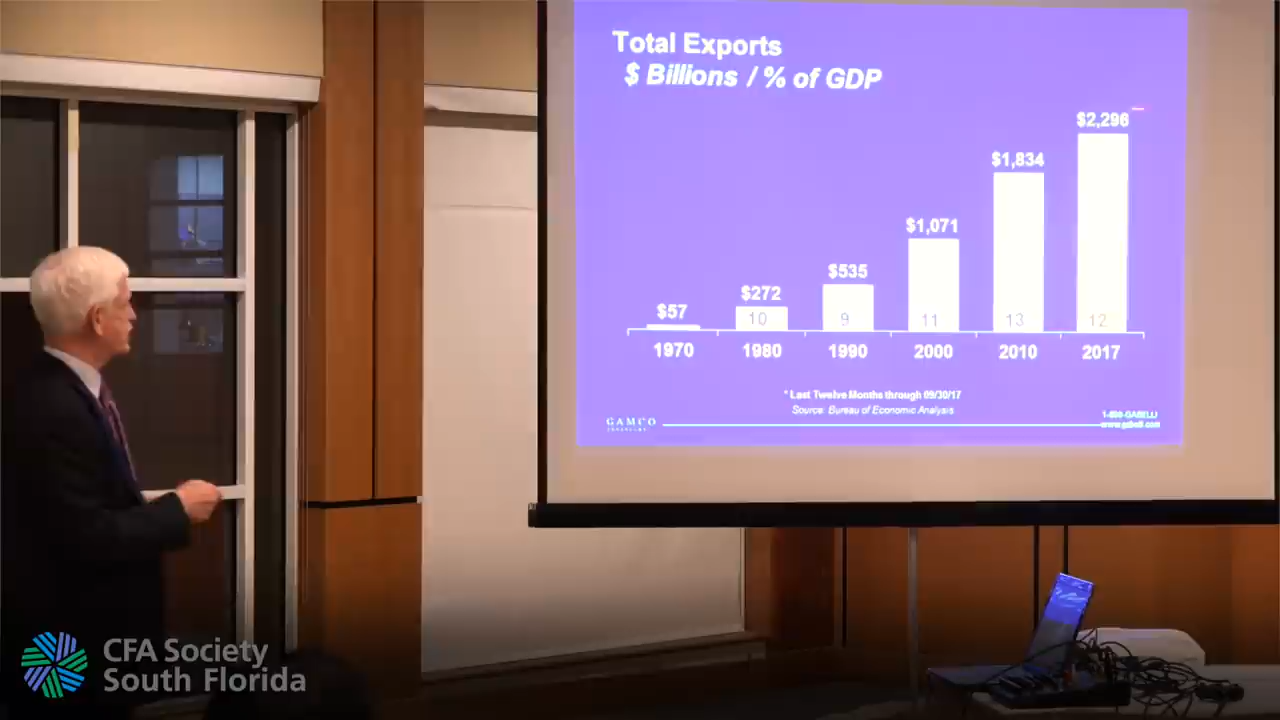 Total Exports
$ Billions / % of GDP
$57
$272
$535
$1,071
$1,834
$2,296
10
9
11
13
12
1970
1980
1990
2000
2010
2017
* Last Twelve Months through 09/30/17
Source: Bureau of Economic Analysis
GAMCO
1-800-GABELLI
www.gabelli.com
CFA Society
South Florida